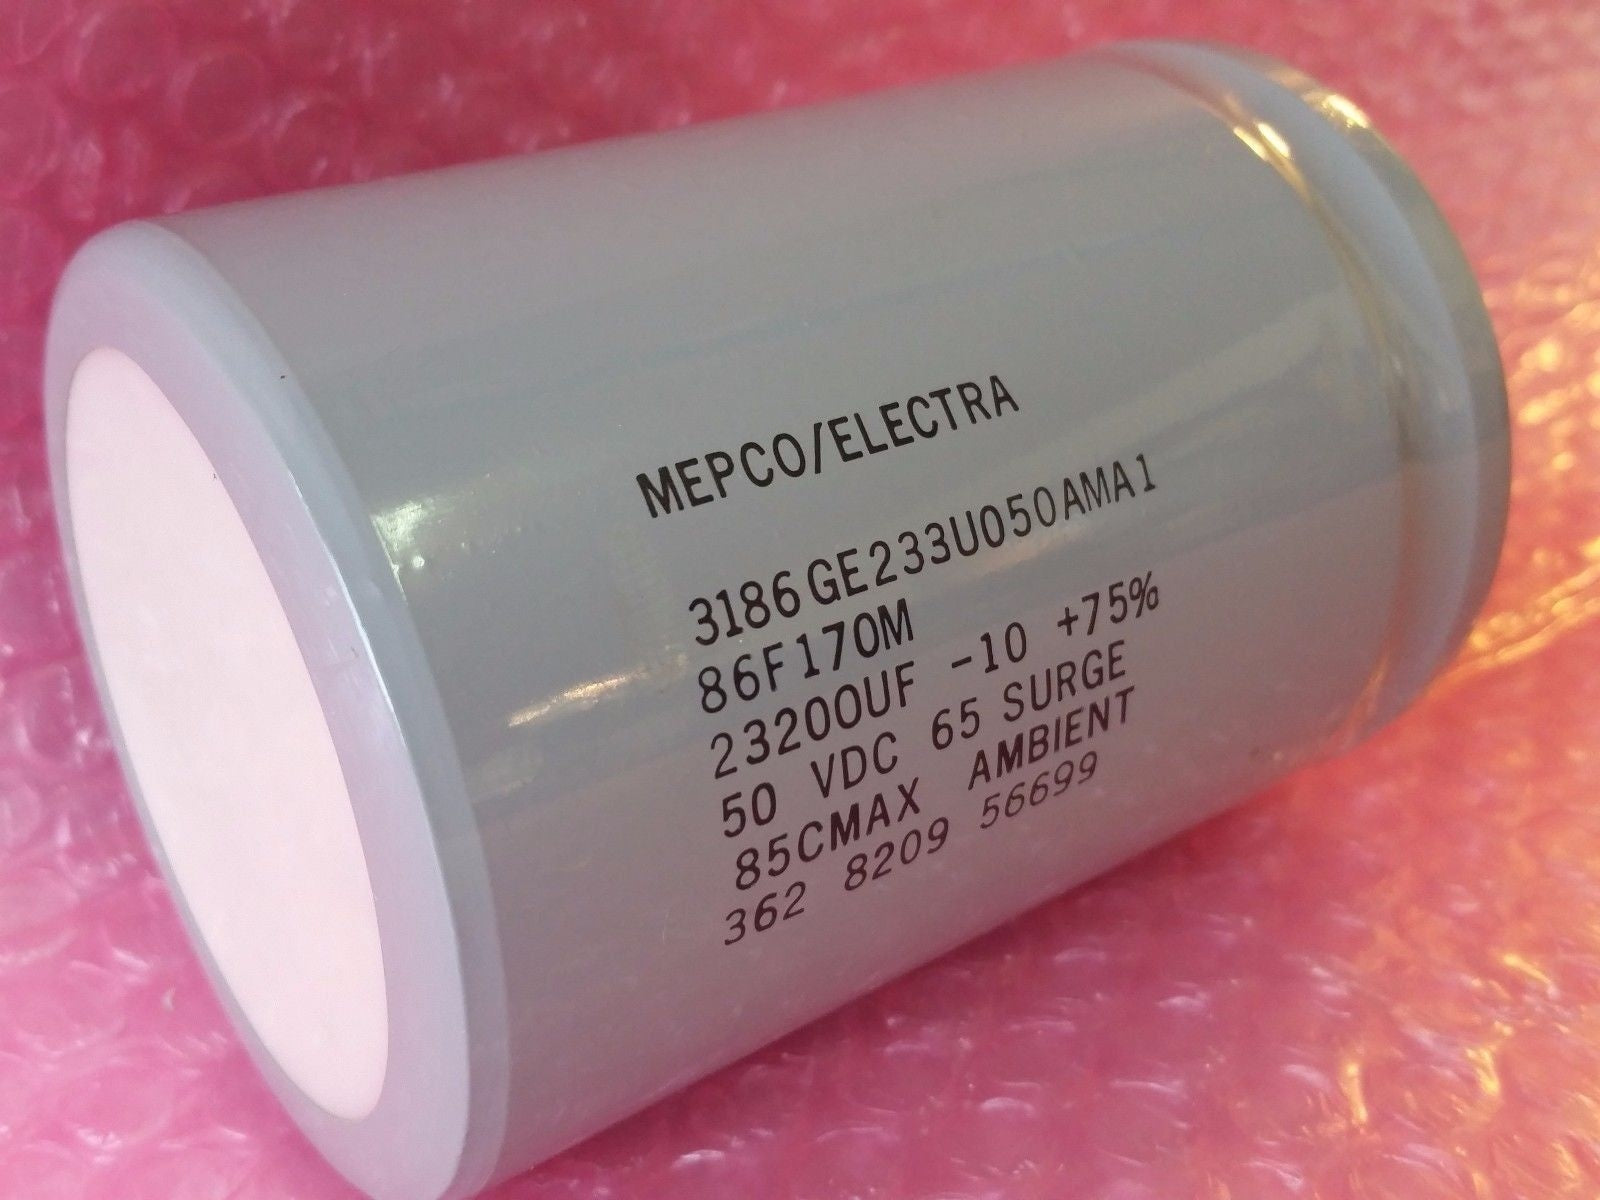 MEPCO/ELECTRA
3186GE233U050AMA1
86F170M
23200UF -10 +75%
50 VDC 65 SURGE
85CMAX AMBIENT
362 8209 56699